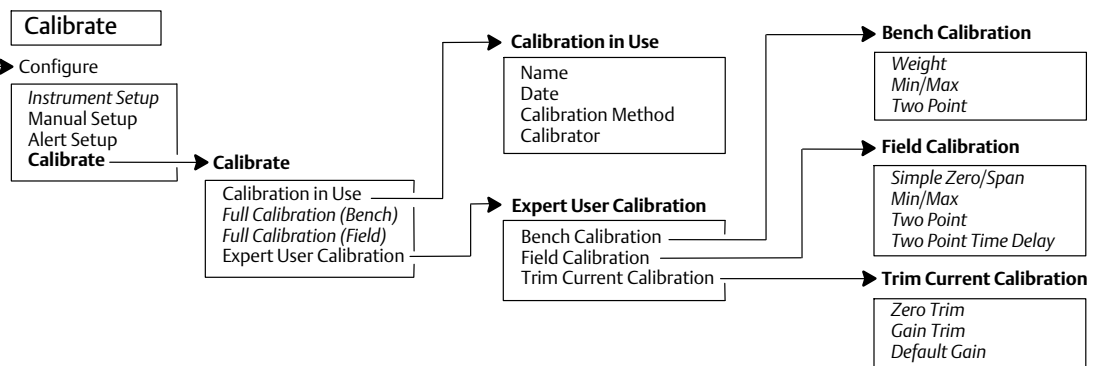 Calibrate
Configure
Instrument Setup
Manual Setup
Alert Setup
Calibrate
Calibrate
Calibration in Use
Full Calibration (Bench)
Full Calibration (Field)
Expert User Calibration
Calibration in Use
Name
Date
Calibration Method
Calibrator
Expert User Calibration
Bench Calibration
Field Calibration
Trim Current Calibration
Bench Calibration
Weight
Min/Max
Two Point
Field Calibration
Simple Zero/Span
Min/Max
Two Point
Two Point Time Delay
Trim Current Calibration
Zero Trim
Gain Trim
Default Gain